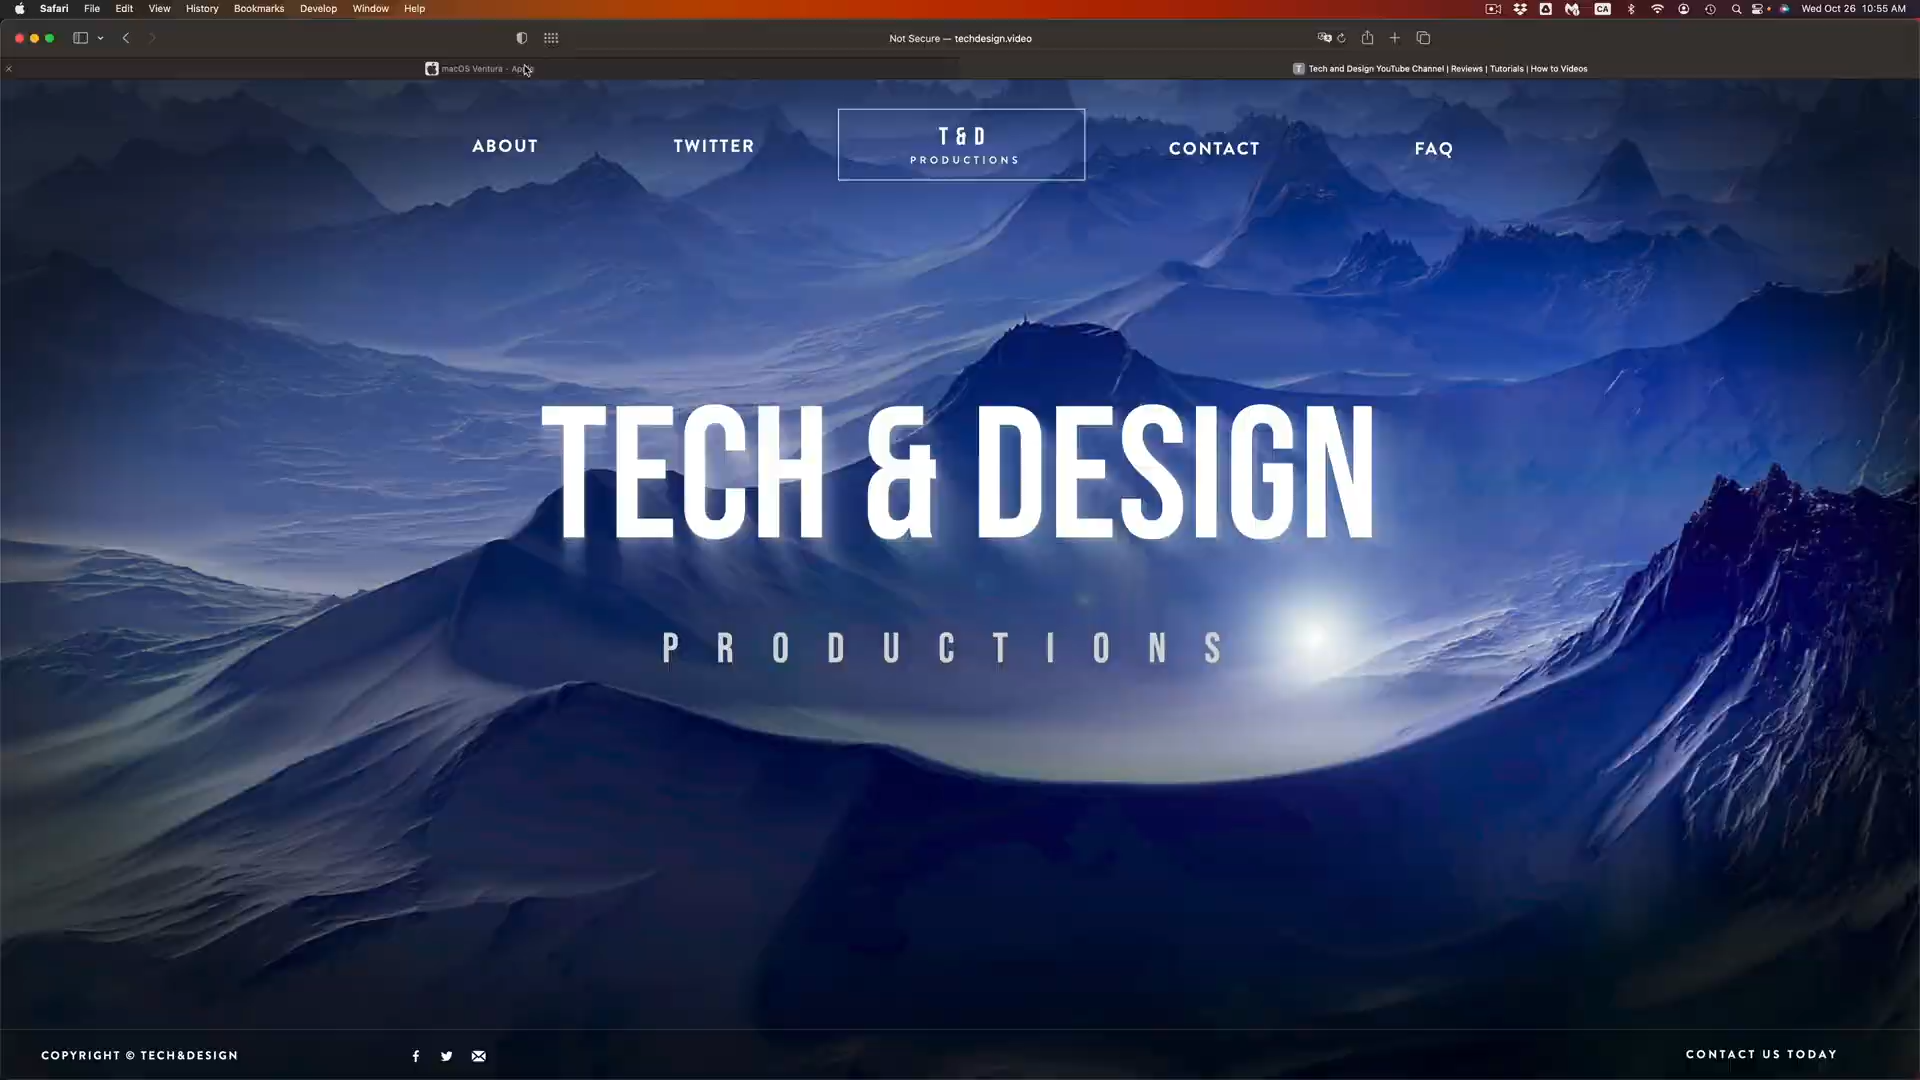 Safari File Edit View History Bookmarks Develop Window Help
CA
Wed Oct 26 10:55 AM
Not Secure — techdesign.video
macOS Ventura - Apple
T Tech and Design YouTube Channel | Reviews | Tutorials | How to Videos
ABOUT
TWITTER
T & D
PRODUCTIONS
CONTACT
FAQ
TECH & DESIGN
PRODUCTIONS
COPYRIGHT © TECH&DESIGN
CONTACT US TODAY